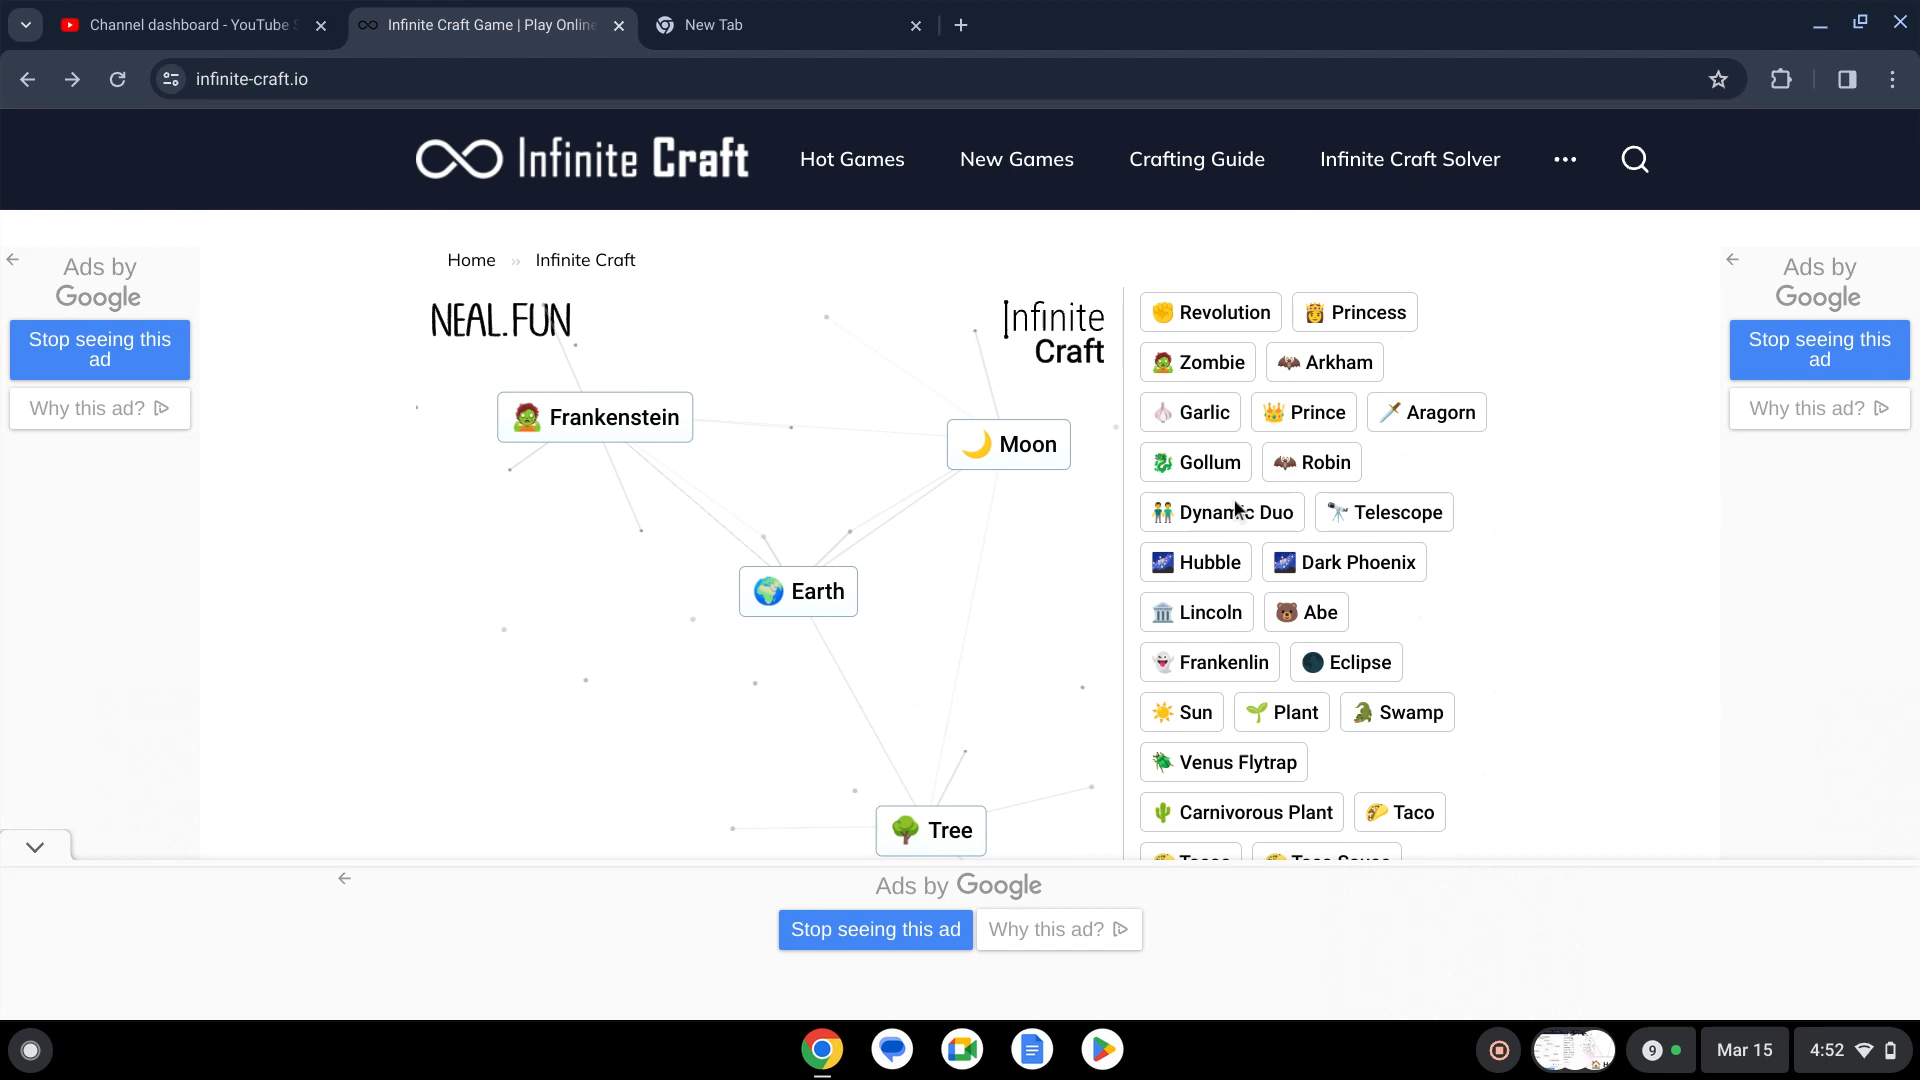 Channel dashboard - YouTube S
Infinite Craft Game | Play Online
New Tab
infinite-craft.io
Infinite Craft
Hot Games
New Games
Crafting Guide
Infinite Craft Solver
Home » Infinite Craft
Ads by
Google
Stop seeing this
ad
Why this ad?
NEAL.FUN
Infinite
Craft
Frankenstein
Moon
Earth
Tree
Revolution
Princess
Zombie
Arkham
Garlic
Prince
Aragorn
Gollum
Robin
Dynamic Duo
Telescope
Hubble
Dark Phoenix
Lincoln
Abe
Frankenlin
Eclipse
Sun
Plant
Swamp
Venus Flytrap
Carnivorous Plant
Taco
Tacos
Taco Sauce
Ads by
Google
Stop seeing this
ad
Why this ad?
Ads by Google
Stop seeing this ad
Why this ad?
9
Mar 15
4:52